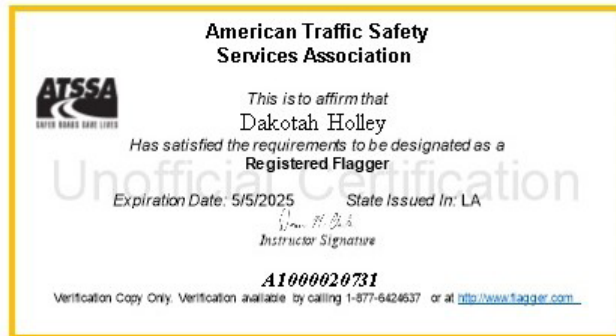 American Traffic Safety
Services Association
ATSSA
SAFER ROADS SAVE LIVES
This is to affirm that
Dakotah Holley
Has satisfied the requirements to be designated as a
Registered Flagger
Unofficial Certification
Expiration Date: 5/5/2025 State Issued In: LA
Instructor Signature
A1000020731
Verification Copy Only. Verification available by calling 1-877-6424637 or at http://www.flagger.com